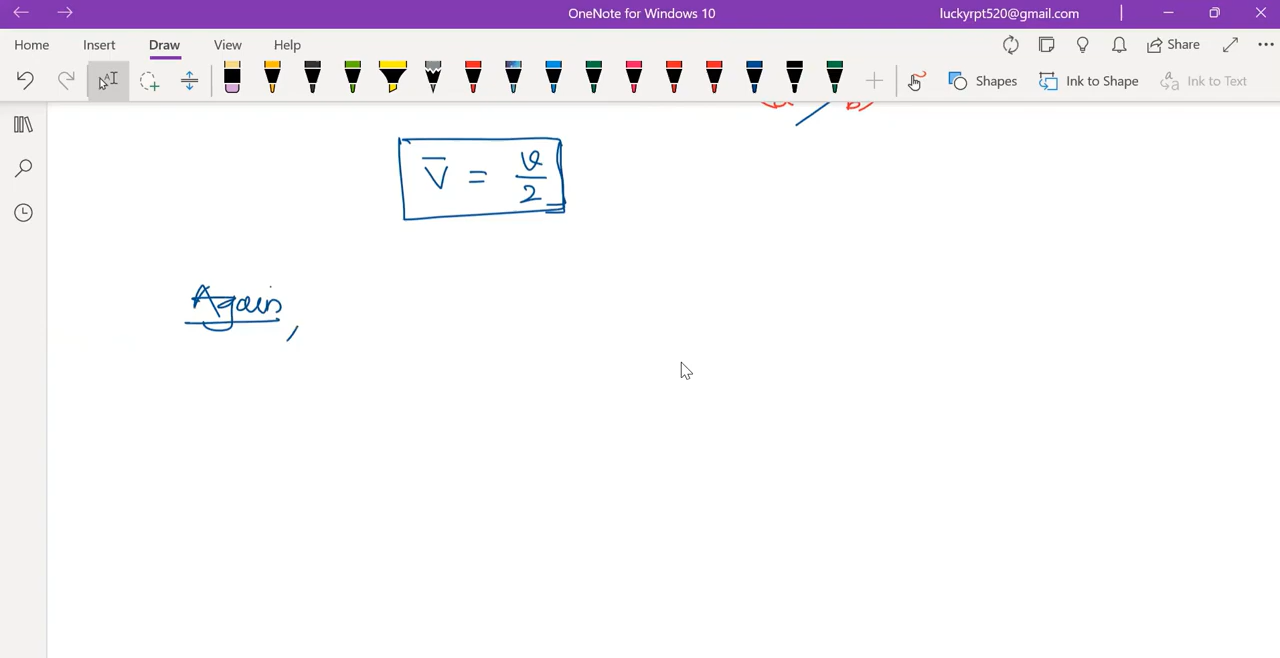 OneNote for Windows 10
luckyrpt520@gmail.com
Home Insert Draw View Help
Share
Shapes Ink to Shape Ink to Text
V̅ = v/2
Again,